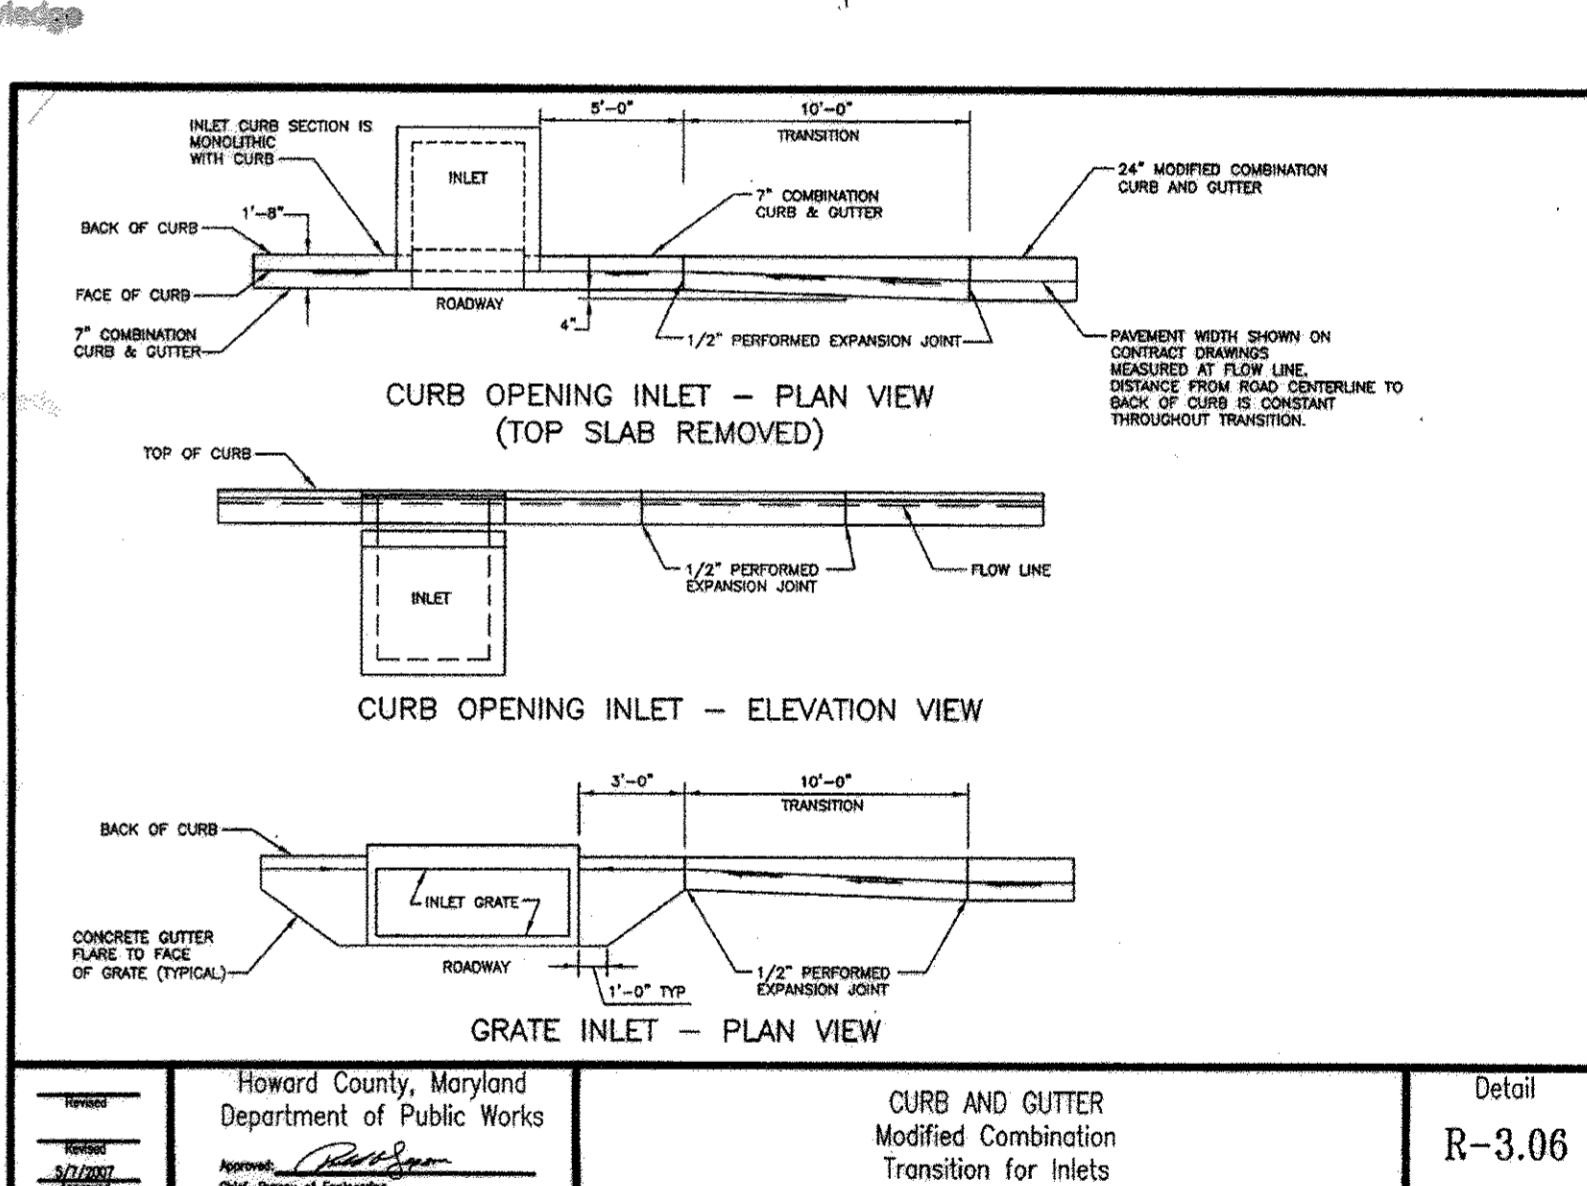 5'-0"
10'-0"
TRANSITION
INLET CURB SECTION IS
MONOLITHIC
WITH CURB
INLET
7" COMBINATION
CURB & GUTTER
24" MODIFIED COMBINATION
CURB AND GUTTER
1'-8"
BACK OF CURB
FACE OF CURB
ROADWAY
4"
7" COMBINATION
CURB & GUTTER
1/2" PERFORMED EXPANSION JOINT
PAVEMENT WIDTH SHOWN ON
CONTRACT DRAWINGS
MEASURED AT FLOW LINE.
DISTANCE FROM ROAD CENTERLINE TO
BACK OF CURB IS CONSTANT
THROUGHOUT TRANSITION.
CURB OPENING INLET - PLAN VIEW
(TOP SLAB REMOVED)
TOP OF CURB
1/2" PERFORMED
EXPANSION JOINT
FLOW LINE
INLET
CURB OPENING INLET - ELEVATION VIEW
3'-0"
10'-0"
TRANSITION
BACK OF CURB
INLET GRATE
CONCRETE GUTTER
FLARE TO FACE
OF GRATE (TYPICAL)
ROADWAY
1'-0" TYP
1/2" PERFORMED
EXPANSION JOINT
GRATE INLET - PLAN VIEW
Revised
Revised
5/7/2007
Howard County, Maryland
Department of Public Works
Approved:
CURB AND GUTTER
Modified Combination
Transition for Inlets
Detail
R-3.06